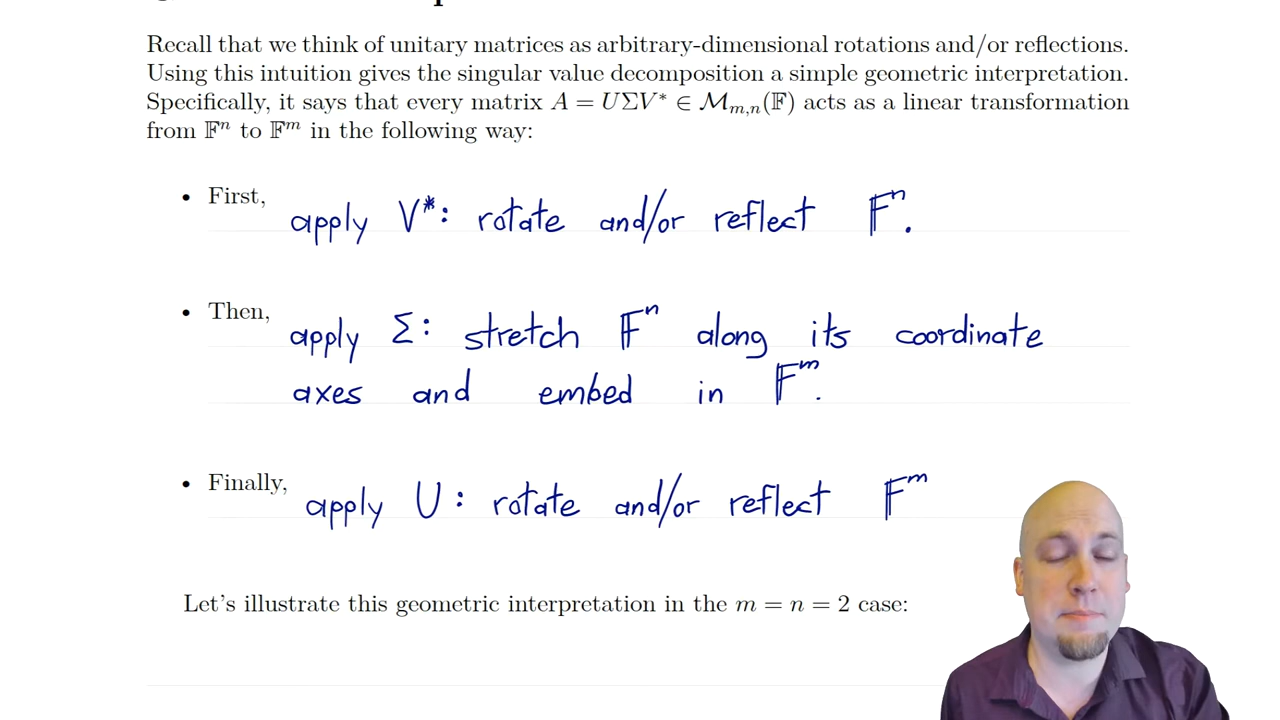 Recall that we think of unitary matrices as arbitrary-dimensional rotations and/or reflections.
Using this intuition gives the singular value decomposition a simple geometric interpretation.
Specifically, it says that every matrix A = UΣV* ∈ ℳₘ,ₙ(𝔽) acts as a linear transformation
from 𝔽ⁿ to 𝔽ᵐ in the following way:
• First, apply V*: rotate and/or reflect 𝔽ⁿ.
• Then, apply Σ: stretch 𝔽ⁿ along its coordinate
axes and embed in 𝔽ᵐ.
• Finally, apply U: rotate and/or reflect 𝔽ᵐ
Let's illustrate this geometric interpretation in the m = n = 2 case: